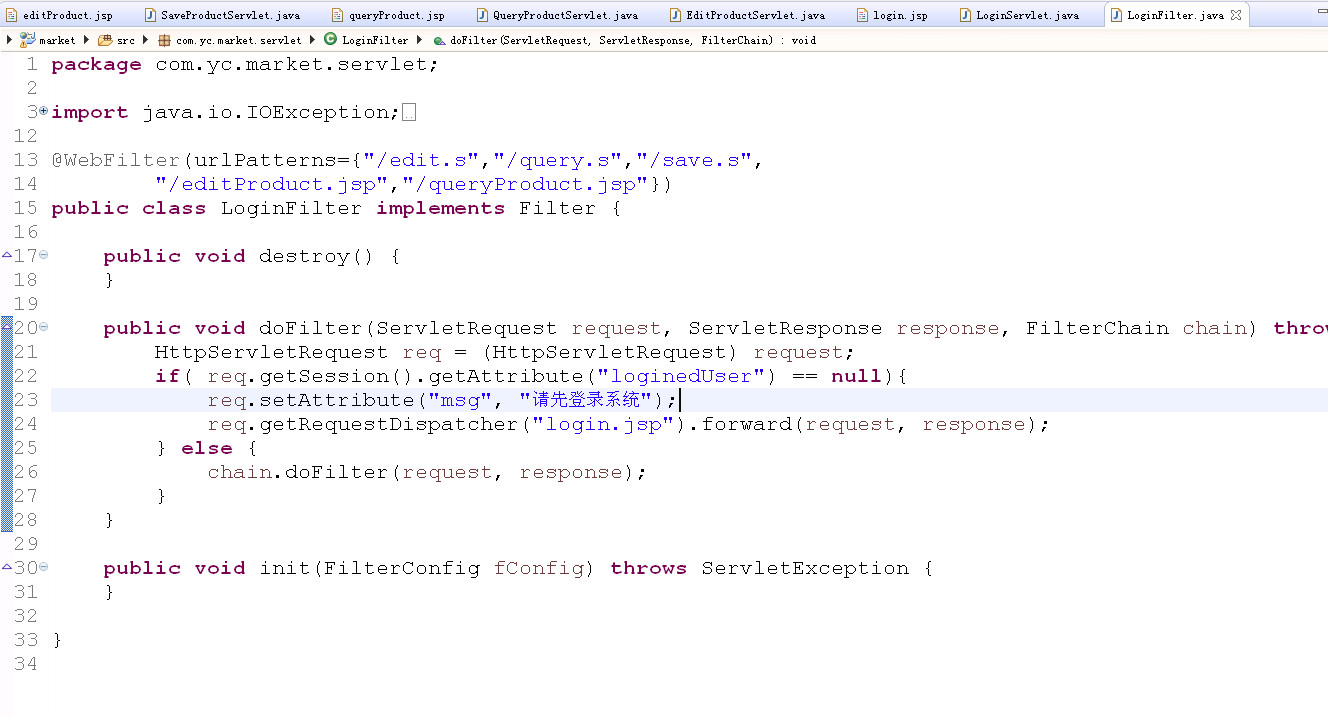 editProduct.jsp SaveProductServlet.java queryProduct.jsp QueryProductServlet.java EditProductServlet.java login.jsp LoginServlet.java LoginFilter.java
market src com.yc.market.servlet LoginFilter doFilter(ServletRequest, ServletResponse, FilterChain) : void
1 package com.yc.market.servlet;
2
3 import java.io.IOException;
12
13 @WebFilter(urlPatterns={"/edit.s","/query.s","/save.s",
14 "/editProduct.jsp","/queryProduct.jsp"})
15 public class LoginFilter implements Filter {
16
17 public void destroy() {
18 }
19
20 public void doFilter(ServletRequest request, ServletResponse response, FilterChain chain) throw
21 HttpServletRequest req = (HttpServletRequest) request;
22 if( req.getSession().getAttribute("loginedUser") == null){
23 req.setAttribute("msg", "请先登录系统");
24 req.getRequestDispatcher("login.jsp").forward(request, response);
25 } else {
26 chain.doFilter(request, response);
27 }
28 }
29
30 public void init(FilterConfig fConfig) throws ServletException {
31 }
32
33 }
34